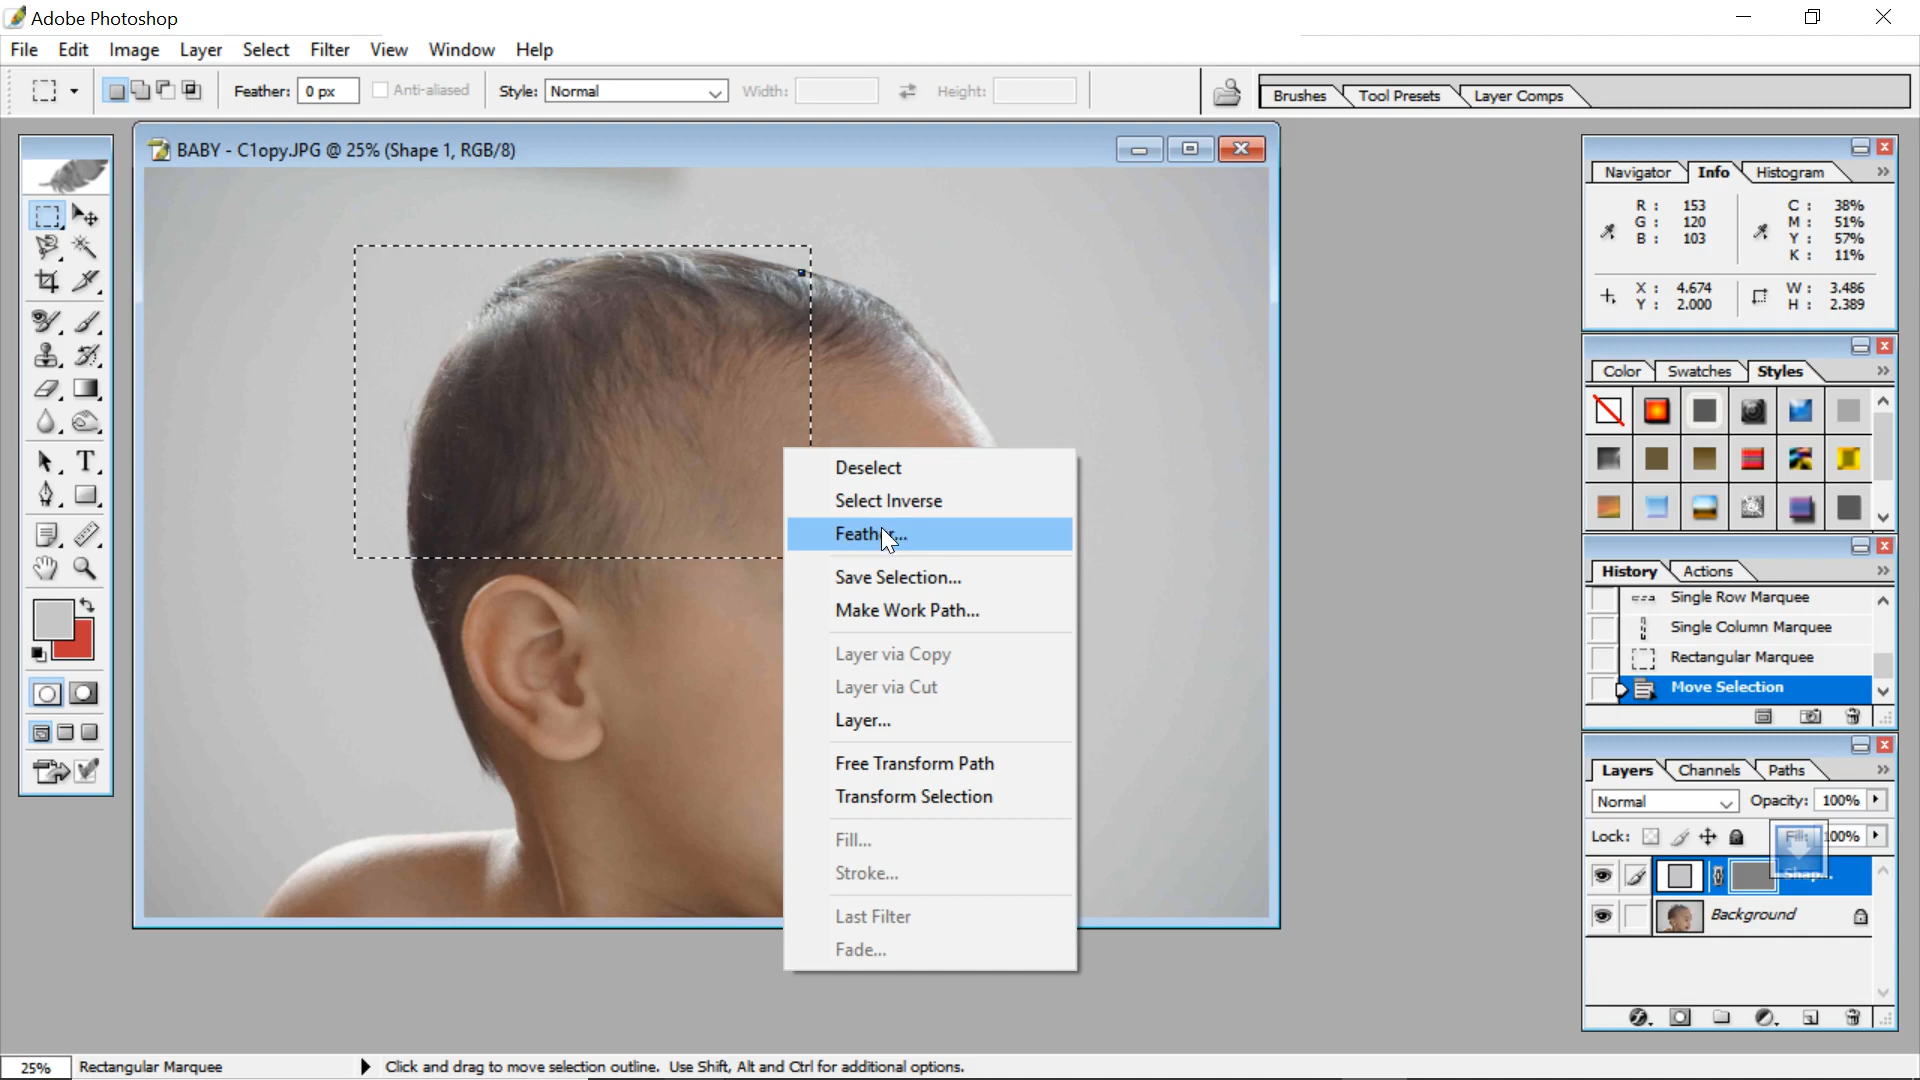 Adobe Photoshop
File Edit Image Layer Select Filter View Window Help
Feather: 0 px Anti-aliased Style: Normal Width: Height: Brushes Tool Presets Layer Comps
BABY - C1opy.JPG @ 25% (Shape 1, RGB/8)
Deselect
Select Inverse
Feather...
Save Selection...
Make Work Path...
Layer via Copy
Layer via Cut
Layer...
Free Transform Path
Transform Selection
Fill...
Stroke...
Last Filter
Fade...
Navigator Info Histogram
R : 153 C : 38%
G : 120 M : 51%
B : 103 Y : 57%
K : 11%
X : 4.674 W : 3.486
Y : 2.000 H : 2.389
Color Swatches Styles
History Actions
Single Row Marquee
Single Column Marquee
Rectangular Marquee
Move Selection
Layers Channels Paths
Normal Opacity: 100%
Lock: Fill: 100%
Shap...
Background
25% Rectangular Marquee Click and drag to move selection outline. Use Shift, Alt and Ctrl for additional options.